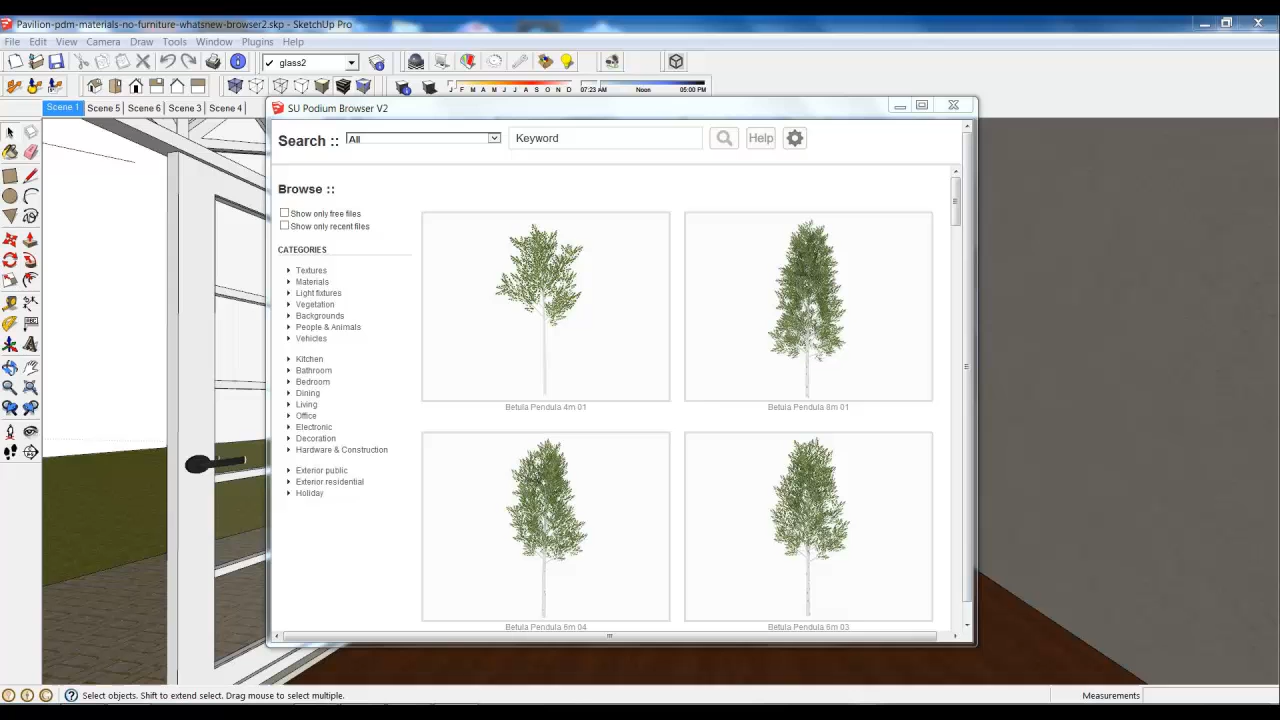 Pavilion-pdm-materials-no-furniture-whatsnew-browser2.skp - SketchUp Pro
File Edit View Camera Draw Tools Window Plugins Help
glass2
J F M A M J J A S O N D 07:23 AM Noon 05:00 PM
Scene 1 Scene 5 Scene 6 Scene 3 Scene 4
SU Podium Browser V2
Search :: All Keyword Help
Browse ::
Show only free files
Show only recent files
CATEGORIES
Textures
Materials
Light fixtures
Vegetation
Backgrounds
People & Animals
Vehicles
Kitchen
Bathroom
Bedroom
Dining
Living
Office
Electronic
Decoration
Hardware & Construction
Exterior public
Exterior residential
Holiday
Betula Pendula 4m 01
Betula Pendula 8m 01
Betula Pendula 6m 04
Betula Pendula 6m 03
Select objects. Shift to extend select. Drag mouse to select multiple.
Measurements